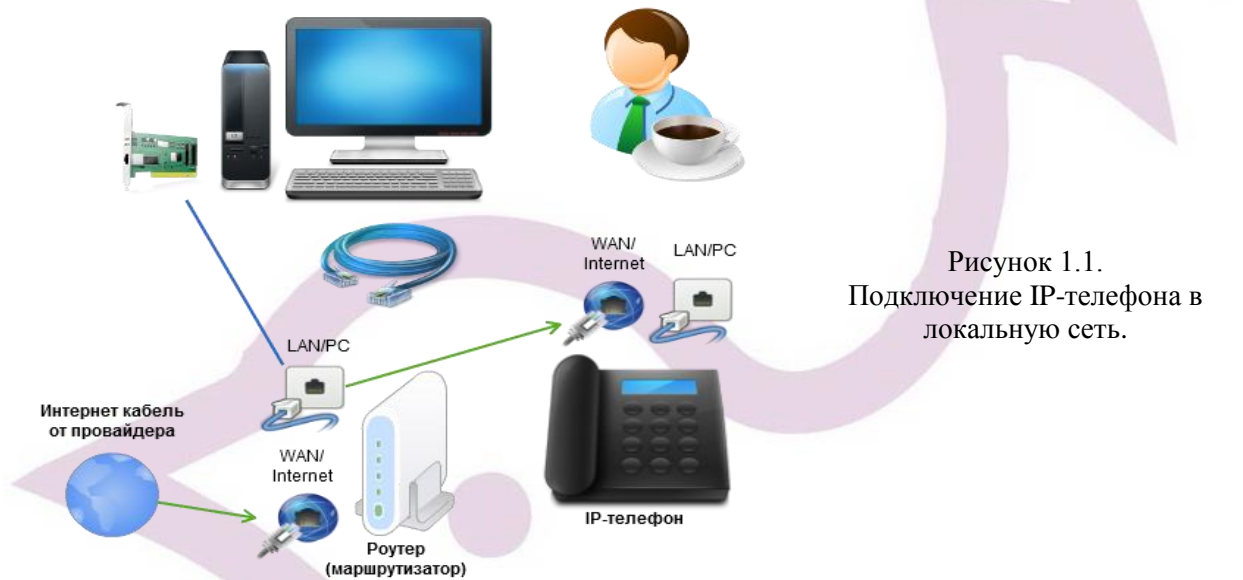 WAN/
Internet
LAN/PC
Рисунок 1.1.
Подключение IP-телефона в
локальную сеть.
LAN/PC
Интернет кабель
от провайдера
WAN/
Internet
IP-телефон
Роутер
(маршрутизатор)